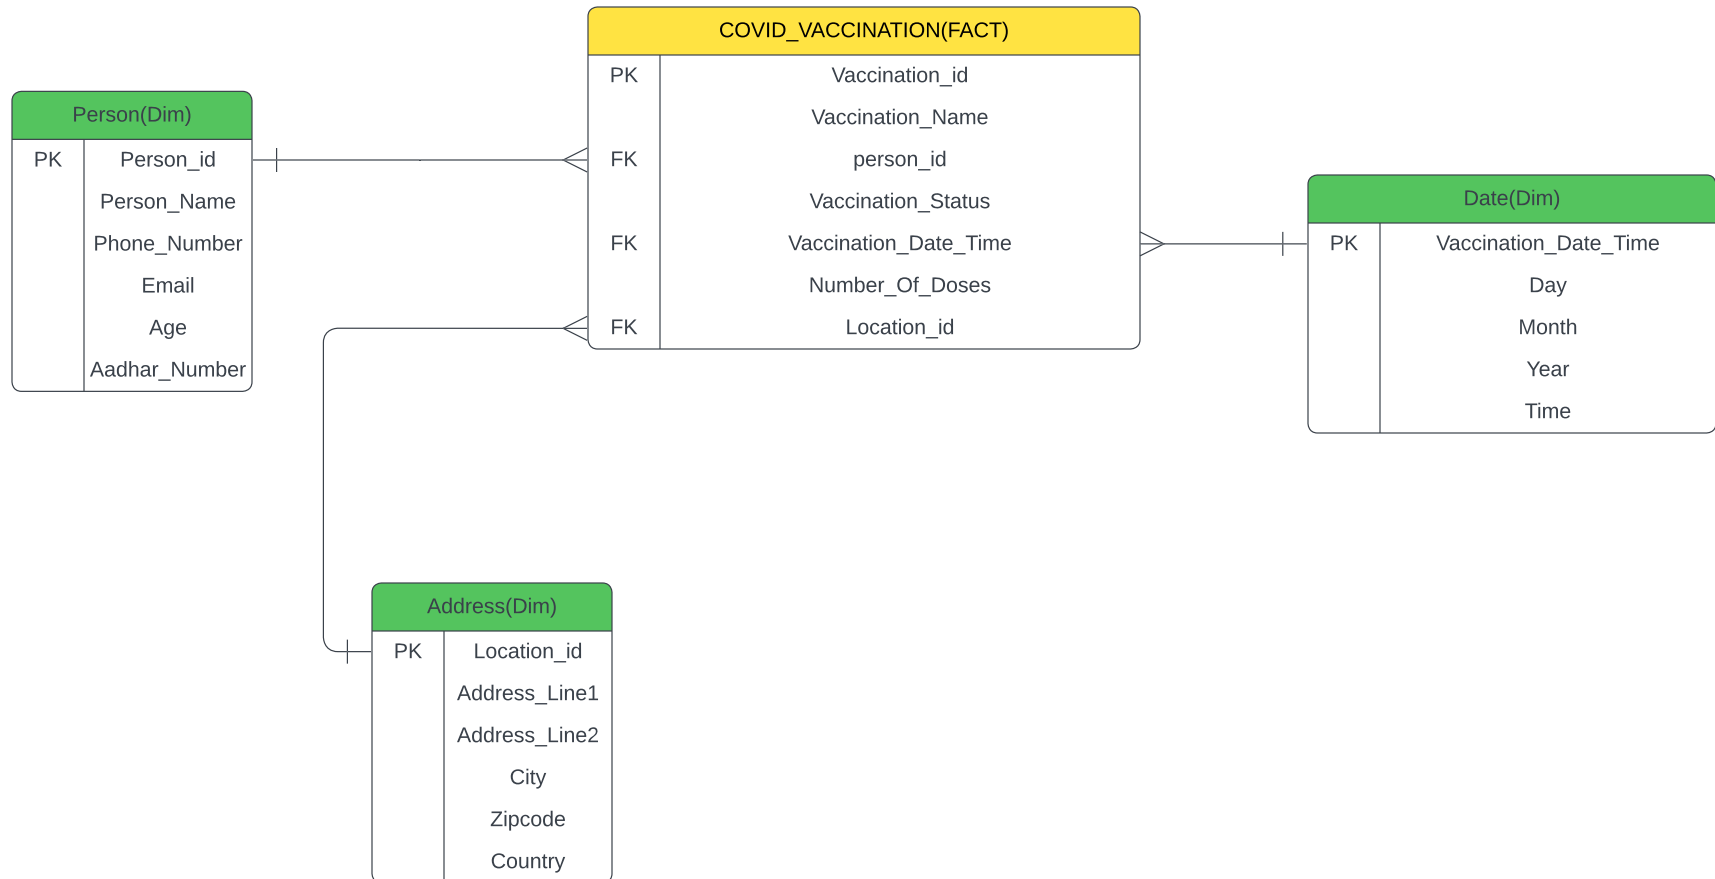 COVID_VACCINATION(FACT)
PK Vaccination_id
Vaccination_Name
FK person_id
Vaccination_Status
FK Vaccination_Date_Time
Number_Of_Doses
FK Location_id
Person(Dim)
PK Person_id
Person_Name
Phone_Number
Email
Age
Aadhar_Number
Date(Dim)
PK Vaccination_Date_Time
Day
Month
Year
Time
Address(Dim)
PK Location_id
Address_Line1
Address_Line2
City
Zipcode
Country